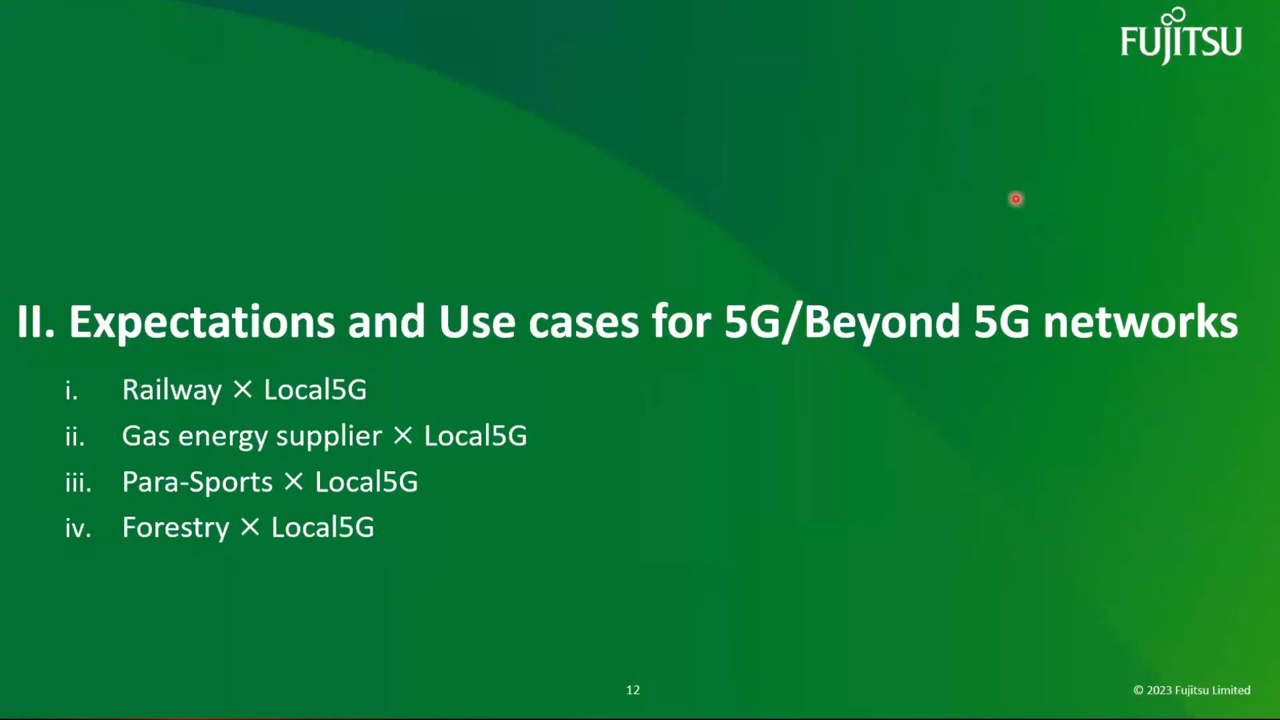 FUJITSU
II. Expectations and Use cases for 5G/Beyond 5G networks
i. Railway × Local5G
ii. Gas energy supplier × Local5G
iii. Para-Sports × Local5G
iv. Forestry × Local5G
12
© 2023 Fujitsu Limited